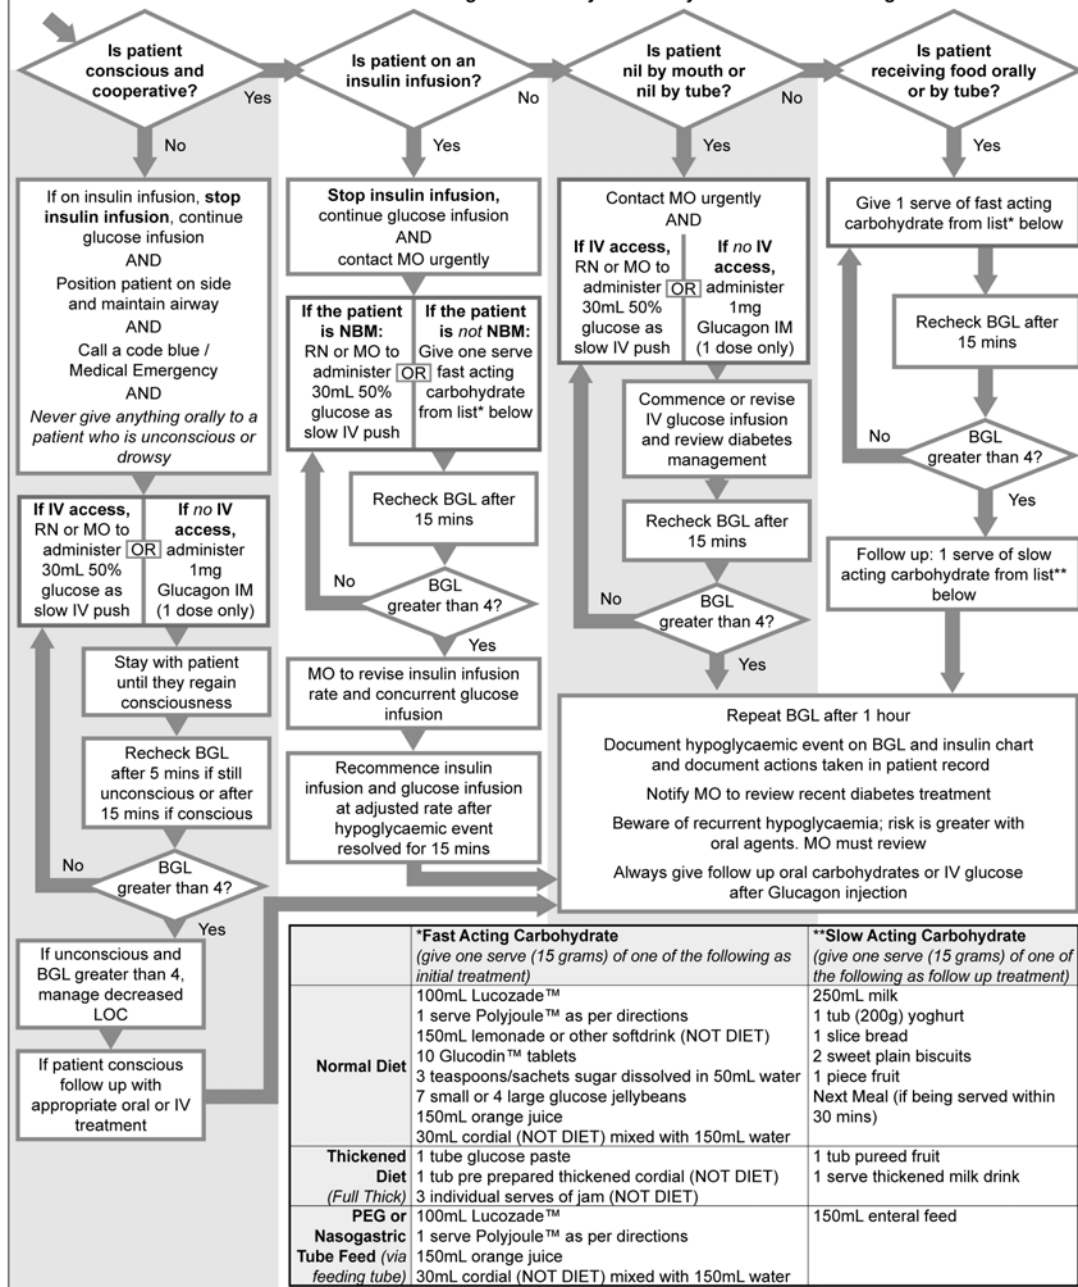 Is patient
conscious and
cooperative?
Yes
No
Is patient on an
insulin infusion?
No
Yes
Is patient
nil by mouth or
nil by tube?
No
Yes
Is patient
receiving food orally
or by tube?
Yes
If on insulin infusion, stop
insulin infusion, continue
glucose infusion
AND
Position patient on side
and maintain airway
AND
Call a code blue /
Medical Emergency
AND
Never give anything orally to a
patient who is unconscious or
drowsy
If IV access,
RN or MO to
administer
30mL 50%
glucose as
slow IV push
OR
If no IV
access,
administer
1mg
Glucagon IM
(1 dose only)
Stay with patient
until they regain
consciousness
Recheck BGL
after 5 mins if still
unconscious or after
15 mins if conscious
No
BGL
greater than 4?
Yes
If unconscious and
BGL greater than 4,
manage decreased
LOC
If patient conscious
follow up with
appropriate oral or IV
treatment
Stop insulin infusion,
continue glucose infusion
AND
contact MO urgently
If the patient
is NBM:
RN or MO to
administer
30mL 50%
glucose as
slow IV push
OR
If the patient
is not NBM:
Give one serve
fast acting
carbohydrate
from list* below
Recheck BGL after
15 mins
No
BGL
greater than 4?
Yes
MO to revise insulin infusion
rate and concurrent glucose
infusion
Recommence insulin
infusion and glucose infusion
at adjusted rate after
hypoglycaemic event
resolved for 15 mins
Contact MO urgently
AND
If IV access,
RN or MO to
administer
30mL 50%
glucose as
slow IV push
OR
If no IV
access,
administer
1mg
Glucagon IM
(1 dose only)
Commence or revise
IV glucose infusion
and review diabetes
management
Recheck BGL after
15 mins
No
BGL
greater than 4?
Yes
Give 1 serve of fast acting
carbohydrate from list* below
Recheck BGL after
15 mins
No
BGL
greater than 4?
Yes
Follow up: 1 serve of slow
acting carbohydrate from list**
below
Repeat BGL after 1 hour
Document hypoglycaemic event on BGL and insulin chart
and document actions taken in patient record
Notify MO to review recent diabetes treatment
Beware of recurrent hypoglycaemia; risk is greater with
oral agents. MO must review
Always give follow up oral carbohydrates or IV glucose
after Glucagon injection
*Fast Acting Carbohydrate
(give one serve (15 grams) of one of the following as
initial treatment)
**Slow Acting Carbohydrate
(give one serve (15 grams) of one of
the following as follow up treatment)
Normal Diet
100mL Lucozade™
1 serve Polyjoule™ as per directions
150mL lemonade or other softdrink (NOT DIET)
10 Glucodin™ tablets
3 teaspoons/sachets sugar dissolved in 50mL water
7 small or 4 large glucose jellybeans
150mL orange juice
30mL cordial (NOT DIET) mixed with 150mL water
250mL milk
1 tub (200g) yoghurt
1 slice bread
2 sweet plain biscuits
1 piece fruit
Next Meal (if being served within
30 mins)
Thickened
Diet
(Full Thick)
1 tube glucose paste
1 tub pre prepared thickened cordial (NOT DIET)
3 individual serves of jam (NOT DIET)
1 tub pureed fruit
1 serve thickened milk drink
PEG or
Nasogastric
Tube Feed (via
feeding tube)
100mL Lucozade™
1 serve Polyjoule™ as per directions
150mL orange juice
30mL cordial (NOT DIET) mixed with 150mL water
150mL enteral feed